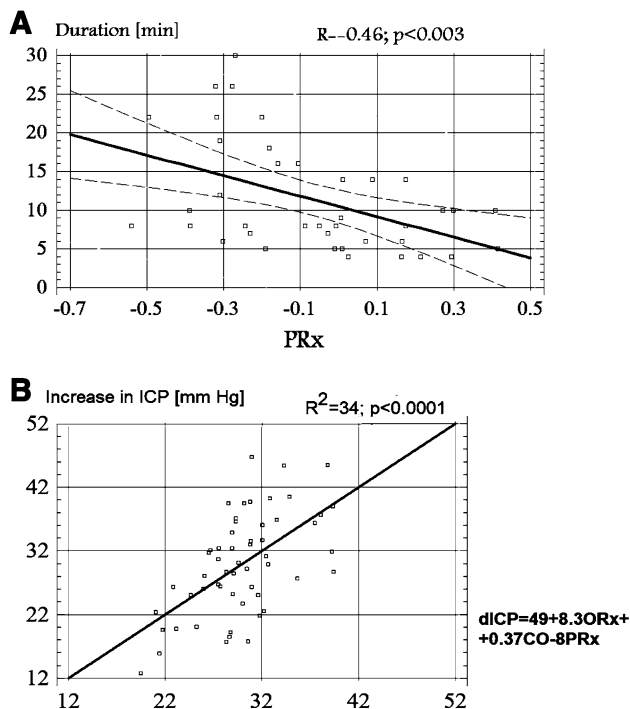 A
Duration [min]
R--0.46; p<0.003
30
25
20
15
10
5
0
-0.7 -0.5 -0.3 -0.1 0.1 0.3 0.5
PRx
B
Increase in ICP [mm Hg]
R2=34; p<0.0001
52
42
32
22
12
12 22 32 42 52
dICP=49+8.3ORx+
+0.37CO-8PRx